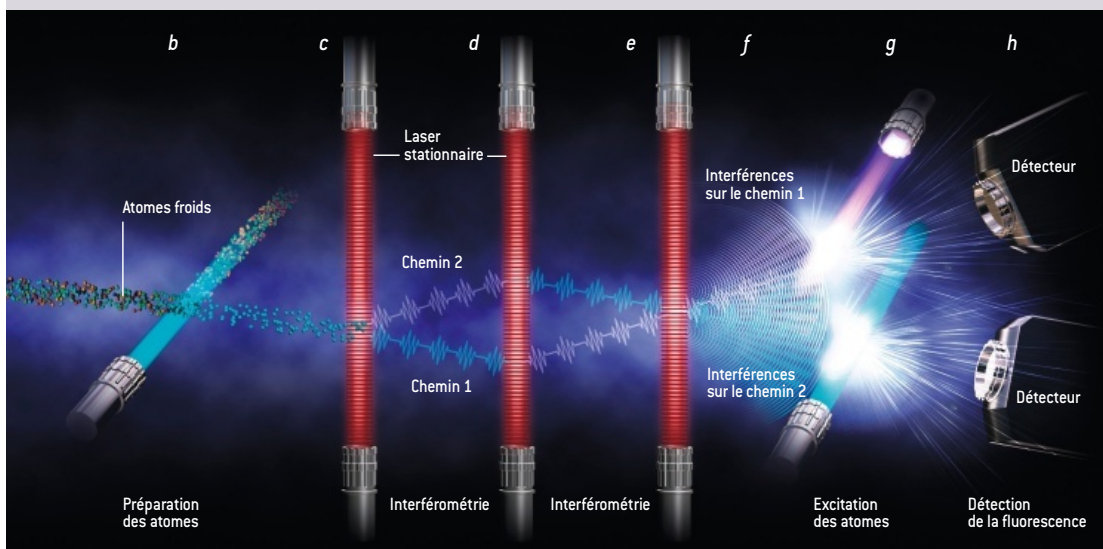 b
c
d
e
f
g
h
Laser
stationnaire
Interférences
sur le chemin 1
Détecteur
Atomes froids
Chemin 2
Chemin 1
Interférences
sur le chemin 2
Détecteur
Préparation
des atomes
Interférométrie
Interférométrie
Excitation
des atomes
Détection
de la fluorescence